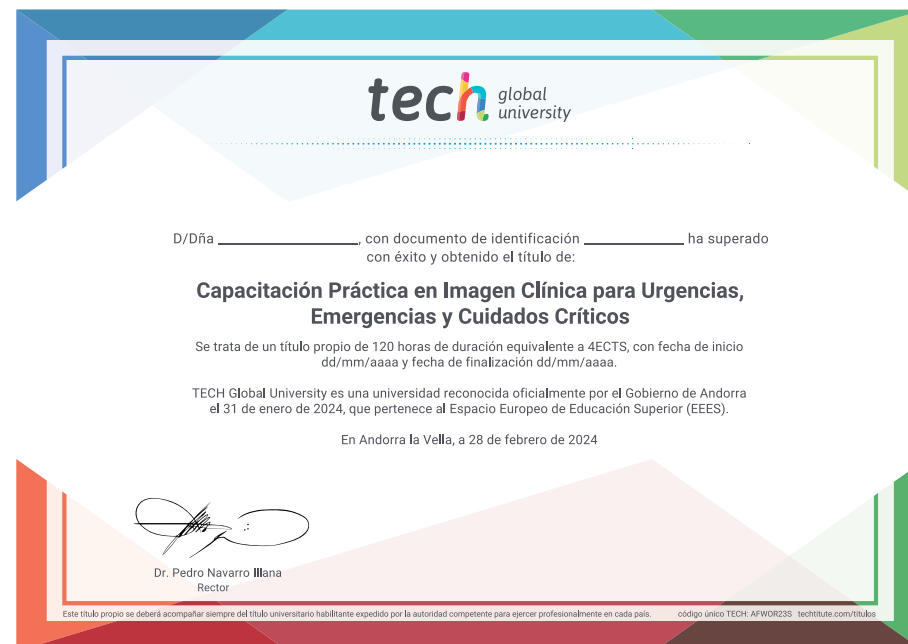 tech global
university
D/Dña ____________________, con documento de identificación ______________ ha superado
con éxito y obtenido el título de:
Capacitación Práctica en Imagen Clínica para Urgencias,
Emergencias y Cuidados Críticos
Se trata de un título propio de 120 horas de duración equivalente a 4ECTS, con fecha de inicio
dd/mm/aaaa y fecha de finalización dd/mm/aaaa.
TECH Global University es una universidad reconocida oficialmente por el Gobierno de Andorra
el 31 de enero de 2024, que pertenece al Espacio Europeo de Educación Superior (EEES).
En Andorra la Vella, a 28 de febrero de 2024
Dr. Pedro Navarro Illana
Rector
Este título propio se deberá acompañar siempre del título universitario habilitante expedido por la autoridad competente para ejercer profesionalmente en cada país. código único TECH: AFWOR23S techtitute.com/titulos